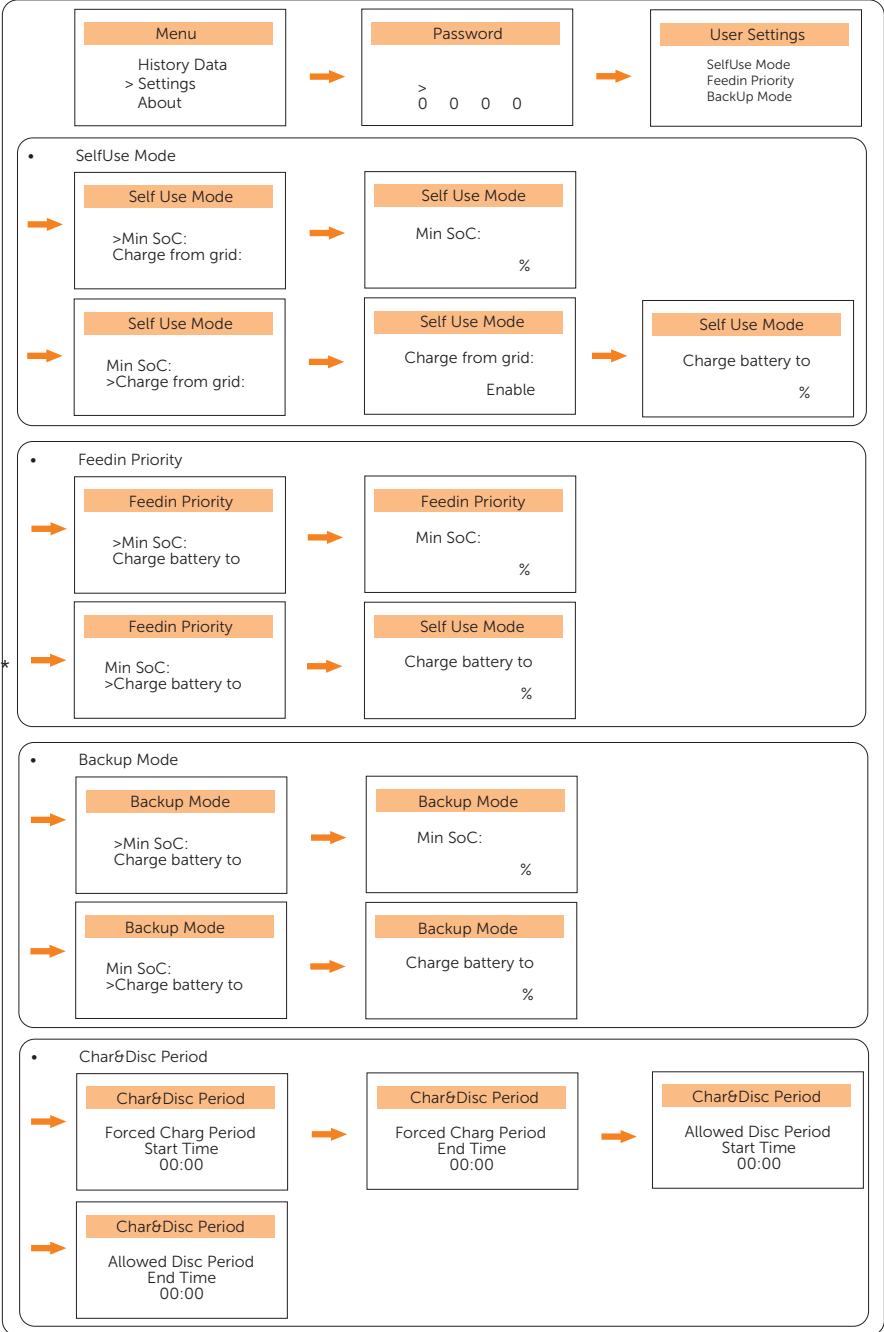 Menu
History Data
> Settings
About
Password
>
0 0 0 0
User Settings
SelfUse Mode
Feedin Priority
BackUp Mode
• SelfUse Mode
Self Use Mode
>Min SoC:
Charge from grid:
Self Use Mode
Min SoC:
%
Self Use Mode
Min SoC:
>Charge from grid:
Self Use Mode
Charge from grid:
Enable
Self Use Mode
Charge battery to
%
• Feedin Priority
Feedin Priority
>Min SoC:
Charge battery to
Feedin Priority
Min SoC:
%
*
Feedin Priority
Min SoC:
>Charge battery to
Self Use Mode
Charge battery to
%
• Backup Mode
Backup Mode
>Min SoC:
Charge battery to
Backup Mode
Min SoC:
%
Backup Mode
Min SoC:
>Charge battery to
Backup Mode
Charge battery to
%
• Char&Disc Period
Char&Disc Period
Forced Charg Period
Start Time
00:00
Char&Disc Period
Forced Charg Period
End Time
00:00
Char&Disc Period
Allowed Disc Period
Start Time
00:00
Char&Disc Period
Allowed Disc Period
End Time
00:00